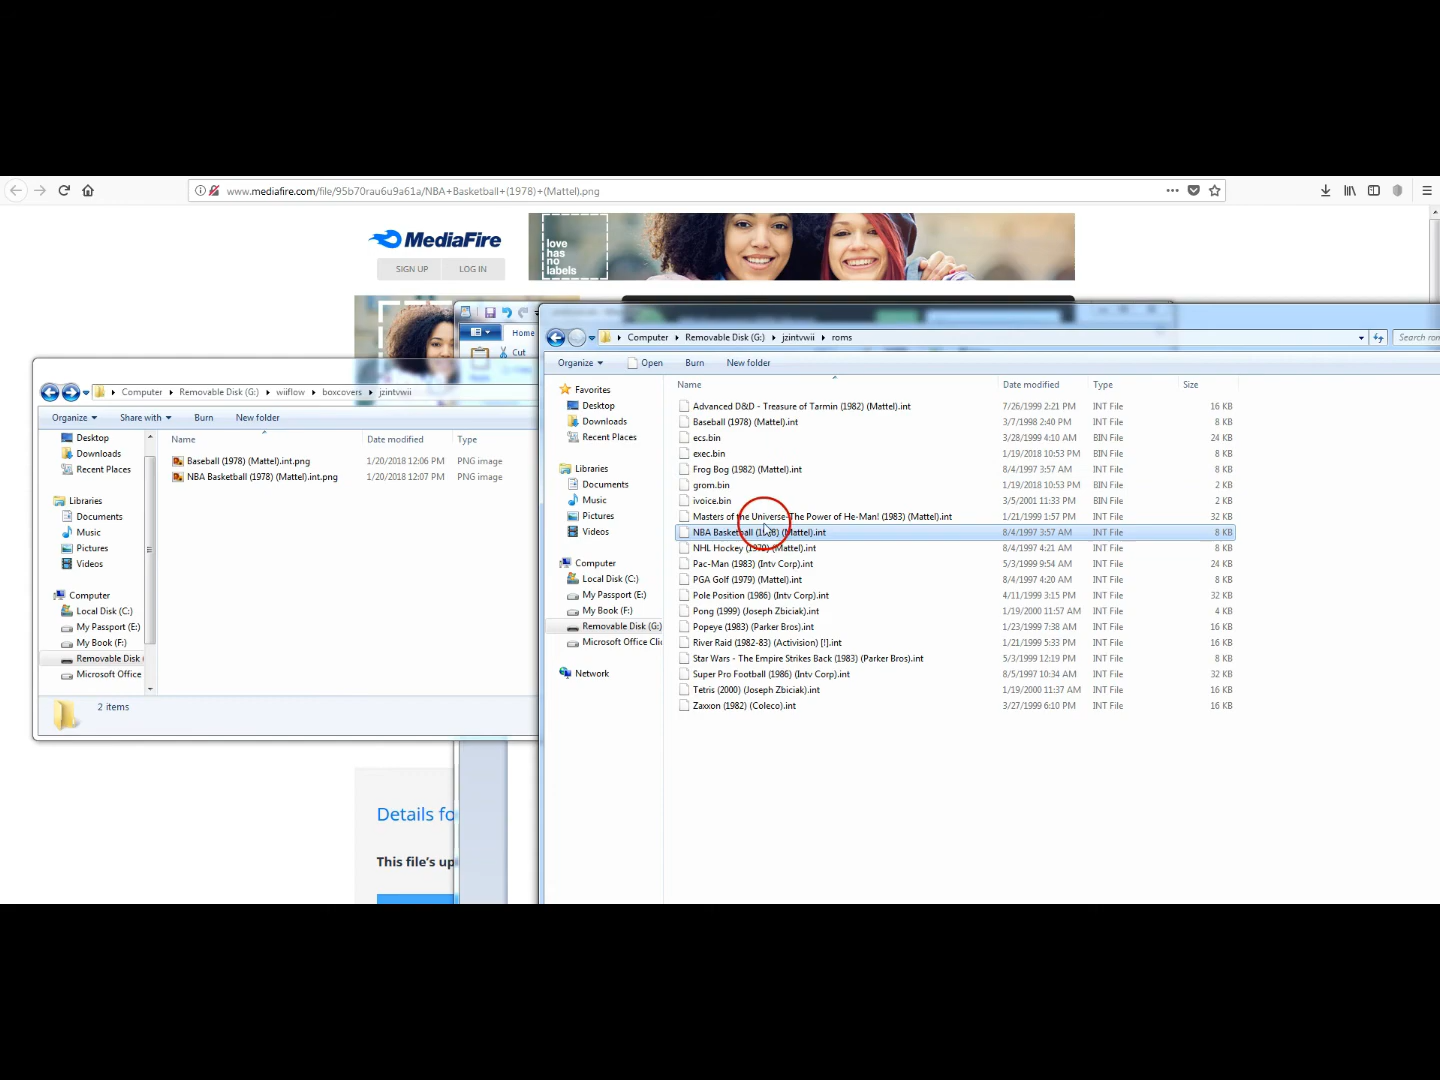 www.mediafire.com/file/95b70rau6u9a61a/NBA+Basketball+(1978)+(Mattel).png
MediaFire
SIGN UP LOG IN
love
has
no
labels
Home
Cut
Computer Removable Disk (G:) wiiflow boxcovers jzintvwii
Organize Share with Burn New folder
Desktop
Downloads
Recent Places
Libraries
Documents
Music
Pictures
Videos
Computer
Local Disk (C:)
My Passport (E:)
My Book (F:)
Removable Disk
Microsoft Office
Name Date modified Type
Baseball (1978) (Mattel).int.png 1/20/2018 12:06 PM PNG image
NBA Basketball (1978) (Mattel).int.png 1/20/2018 12:07 PM PNG image
2 items
Details fo
This file's up
Computer Removable Disk (G:) jzintvwii roms
Search rom
Organize Open Burn New folder
Favorites
Desktop
Downloads
Recent Places
Libraries
Documents
Music
Pictures
Videos
Computer
Local Disk (C:)
My Passport (E:)
My Book (F:)
Removable Disk (G:)
Microsoft Office Clic
Network
Name Date modified Type Size
Advanced D&D - Treasure of Tarmin (1982) (Mattel).int 7/26/1999 2:21 PM INT File 16 KB
Baseball (1978) (Mattel).int 3/7/1998 2:40 PM INT File 8 KB
ecs.bin 3/28/1999 4:10 AM BIN File 24 KB
exec.bin 1/19/2018 10:53 PM BIN File 8 KB
Frog Bog (1982) (Mattel).int 8/4/1997 3:57 AM INT File 8 KB
grom.bin 1/19/2018 10:53 PM BIN File 2 KB
ivoice.bin 3/5/2001 11:33 PM BIN File 2 KB
Masters of the Universe-The Power of He-Man! (1983) (Mattel).int 1/21/1999 1:57 PM INT File 32 KB
NBA Basketball (1978) (Mattel).int 8/4/1997 3:57 AM INT File 8 KB
NHL Hockey (1979) (Mattel).int 8/4/1997 4:21 AM INT File 8 KB
Pac-Man (1983) (Intv Corp).int 5/3/1999 9:54 AM INT File 24 KB
PGA Golf (1979) (Mattel).int 8/4/1997 4:20 AM INT File 8 KB
Pole Position (1986) (Intv Corp).int 4/11/1999 3:15 PM INT File 32 KB
Pong (1999) (Joseph Zbiciak).int 1/19/2000 11:57 AM INT File 4 KB
Popeye (1983) (Parker Bros).int 1/23/1999 7:38 AM INT File 16 KB
River Raid (1982-83) (Activision) [!].int 1/21/1999 5:33 PM INT File 16 KB
Star Wars - The Empire Strikes Back (1983) (Parker Bros).int 5/3/1999 12:19 PM INT File 8 KB
Super Pro Football (1986) (Intv Corp).int 8/5/1997 10:34 AM INT File 32 KB
Tetris (2000) (Joseph Zbiciak).int 1/19/2000 11:37 AM INT File 16 KB
Zaxxon (1982) (Coleco).int 3/27/1999 6:10 PM INT File 16 KB